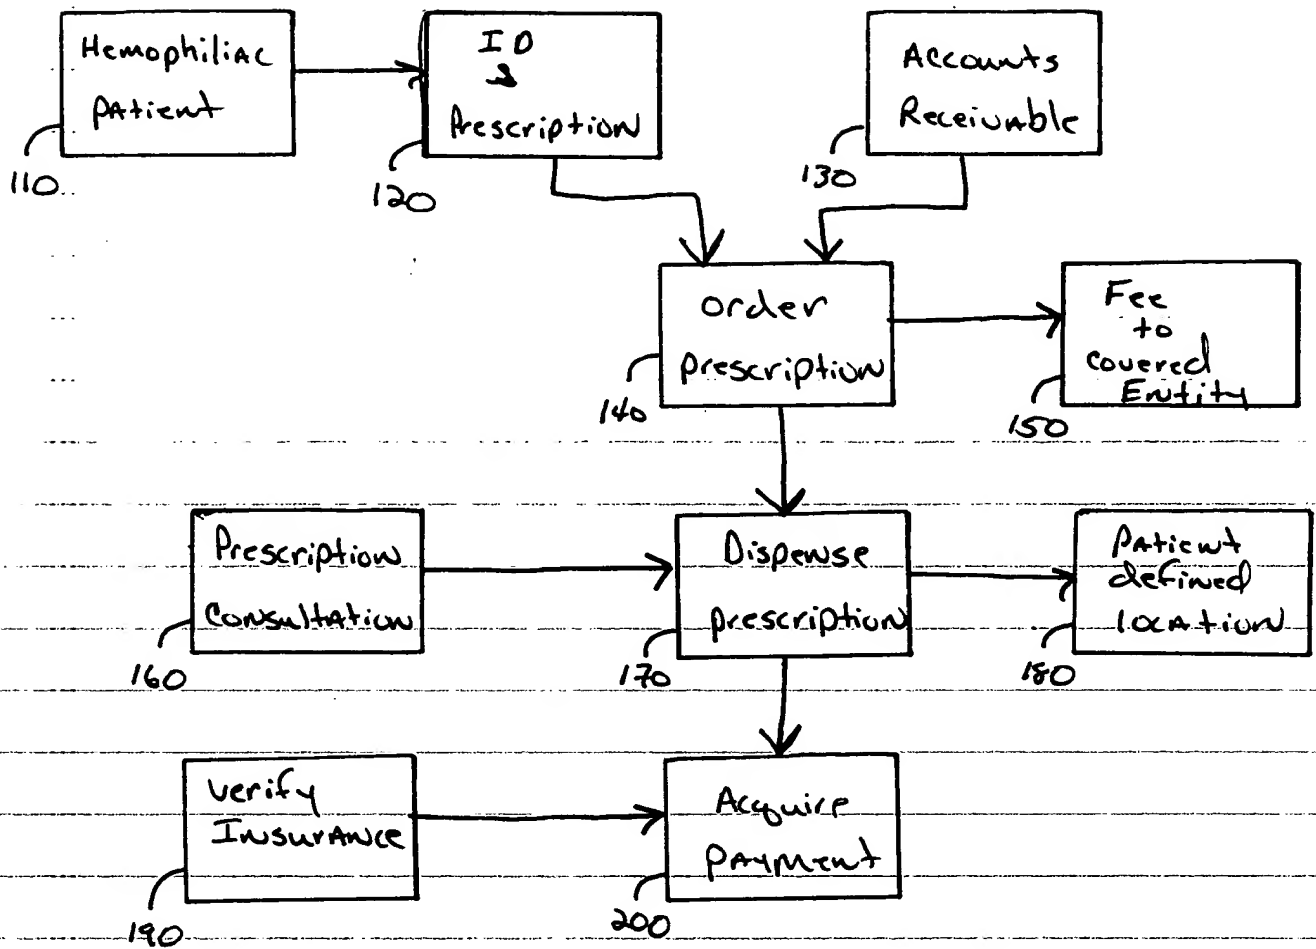 Hemophiliac
Patient
110
ID
&
Prescription
120
Accounts
Receivable
130
order
prescription
140
Fee
to
covered
Entity
150
Prescription
Consultation
160
Dispense
prescription
170
Patient
defined
location
180
verify
Insurance
190
Acquire
payment
200